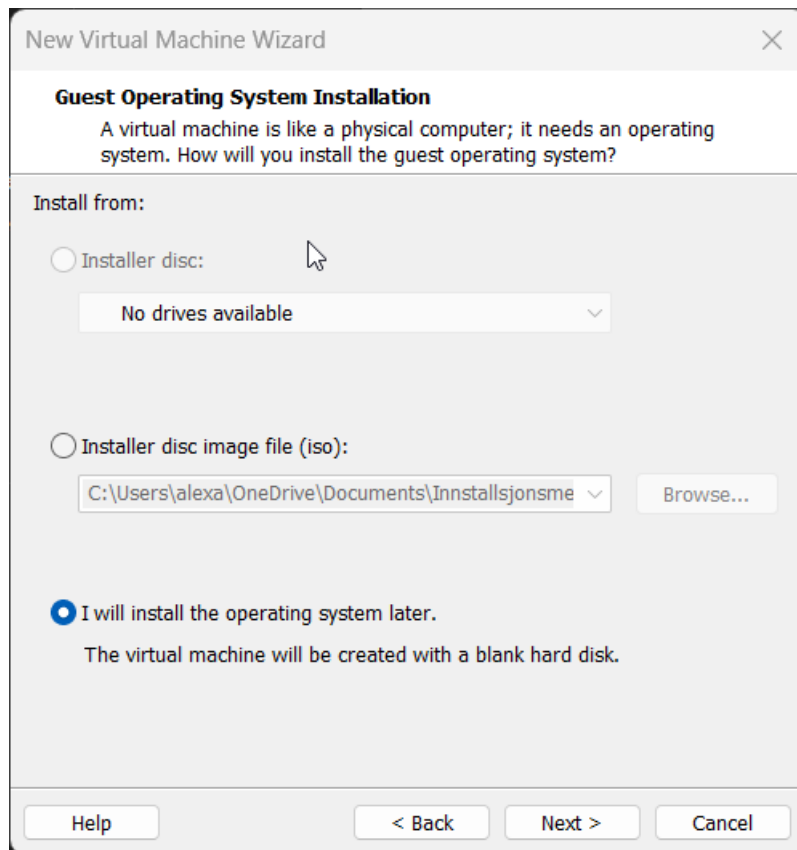 New Virtual Machine Wizard
Guest Operating System Installation
A virtual machine is like a physical computer; it needs an operating
system. How will you install the guest operating system?
Install from:
Installer disc:
No drives available
Installer disc image file (iso):
C:\Users\alexa\OneDrive\Documents\Innstallsjonsme
Browse...
I will install the operating system later.
The virtual machine will be created with a blank hard disk.
Help
< Back
Next >
Cancel